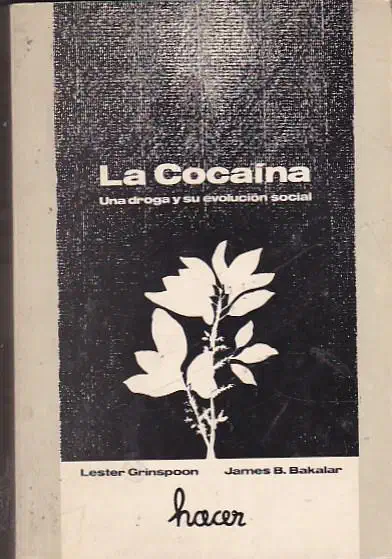 La Cocaína
Una droga y su evolución social
Lester Grinspoon James B. Bakalar
hacer